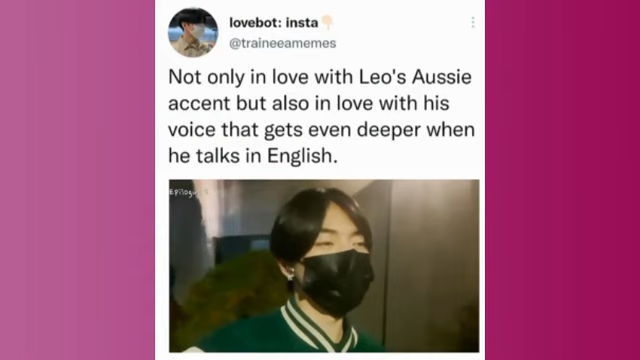 lovebot: insta👇🏻
@traineeamemes
Not only in love with Leo's Aussie
accent but also in love with his
voice that gets even deeper when
he talks in English.